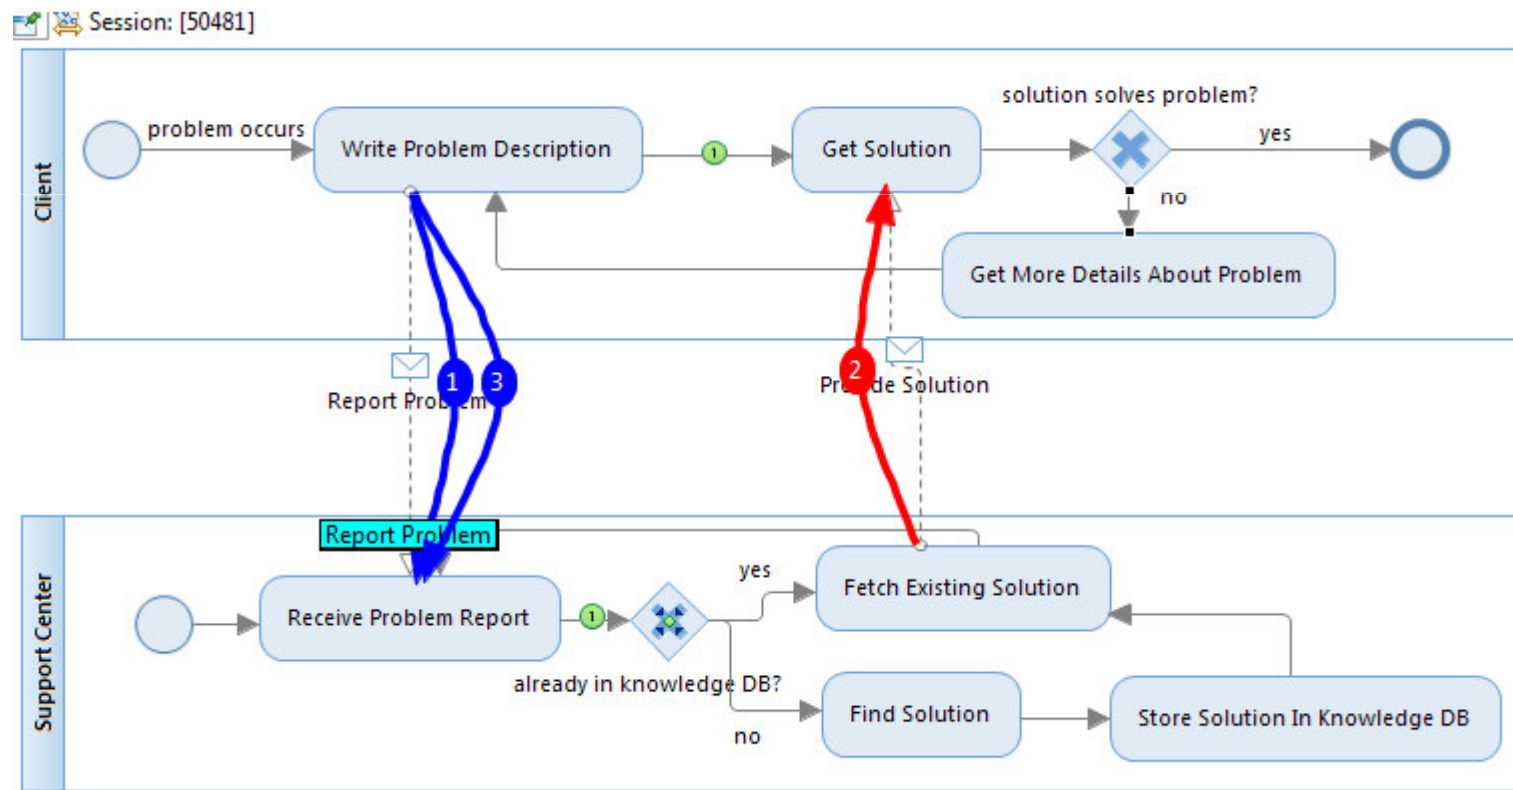 Session: [50481]
Client
problem occurs
Write Problem Description
1
Get Solution
solution solves problem?
yes
no
Get More Details About Problem
1
3
Report Problem
2
Provide Solution
Support Center
Report Problem
Receive Problem Report
1
already in knowledge DB?
yes
Fetch Existing Solution
no
Find Solution
Store Solution In Knowledge DB